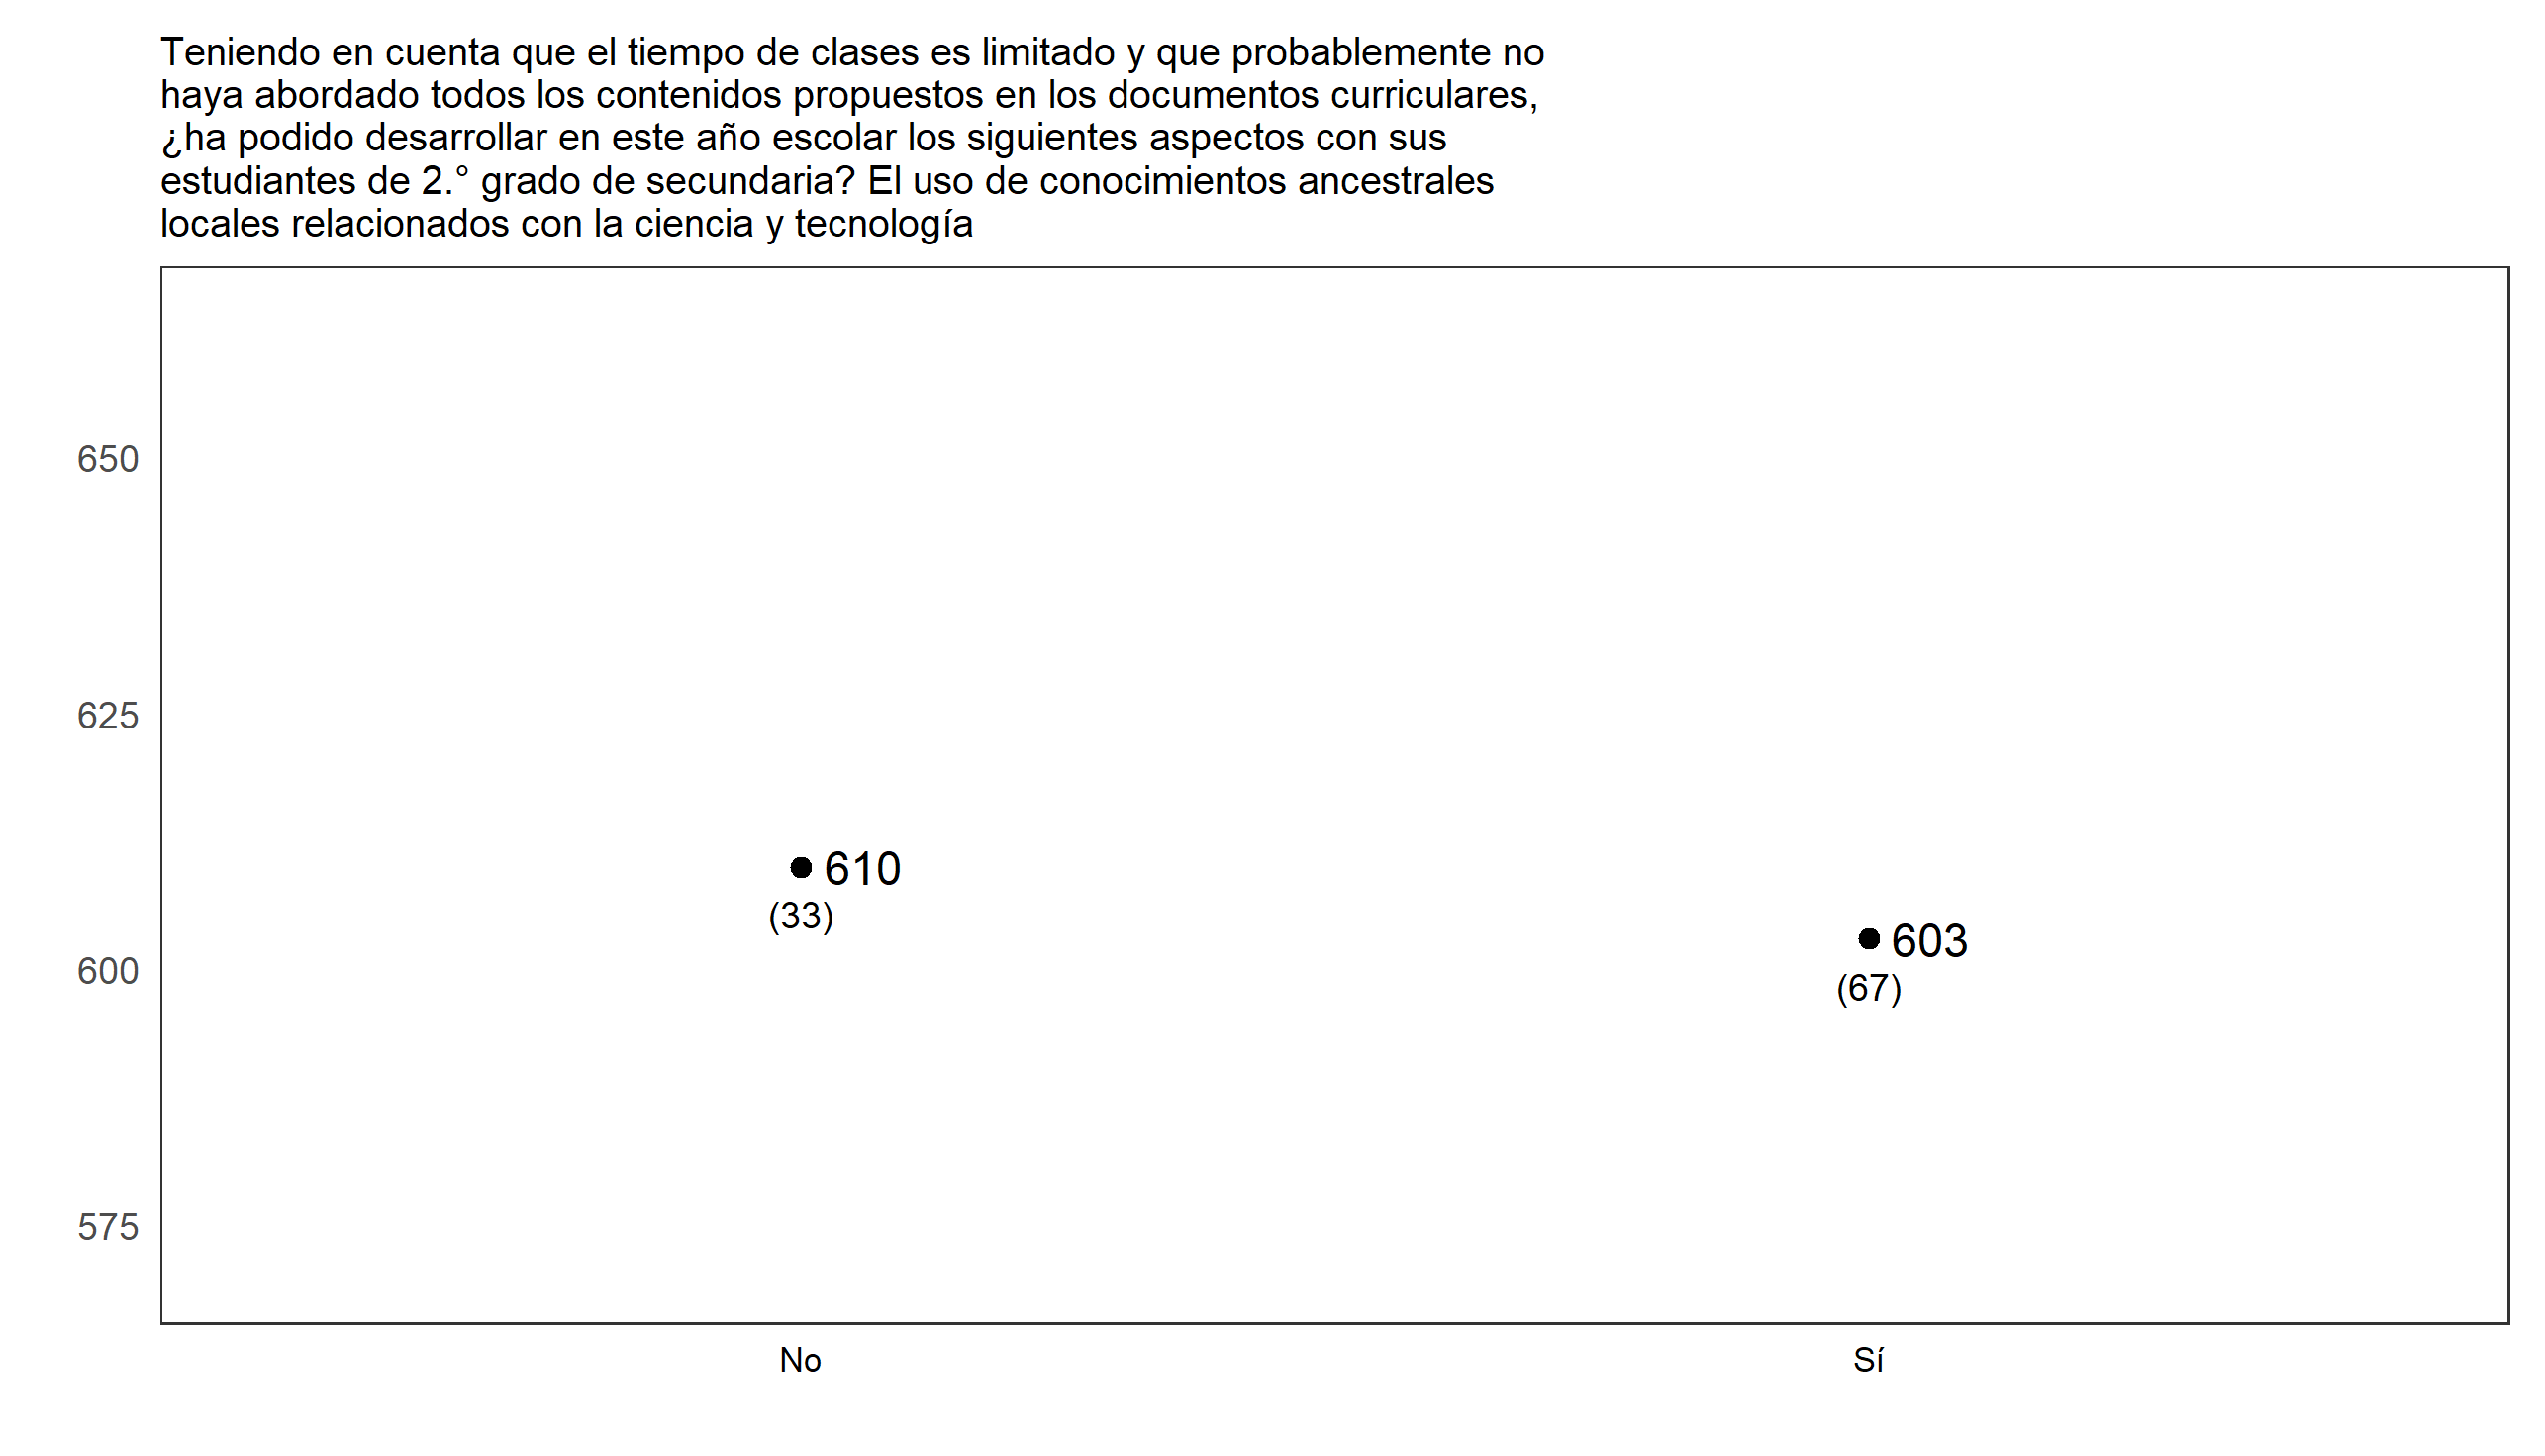 Teniendo en cuenta que el tiempo de clases es limitado y que probablemente no
haya abordado todos los contenidos propuestos en los documentos curriculares,
¿ha podido desarrollar en este año escolar los siguientes aspectos con sus
estudiantes de 2.° grado de secundaria? El uso de conocimientos ancestrales
locales relacionados con la ciencia y tecnología
650
625
610
(33)
603
600
(67)
575
No
Sí